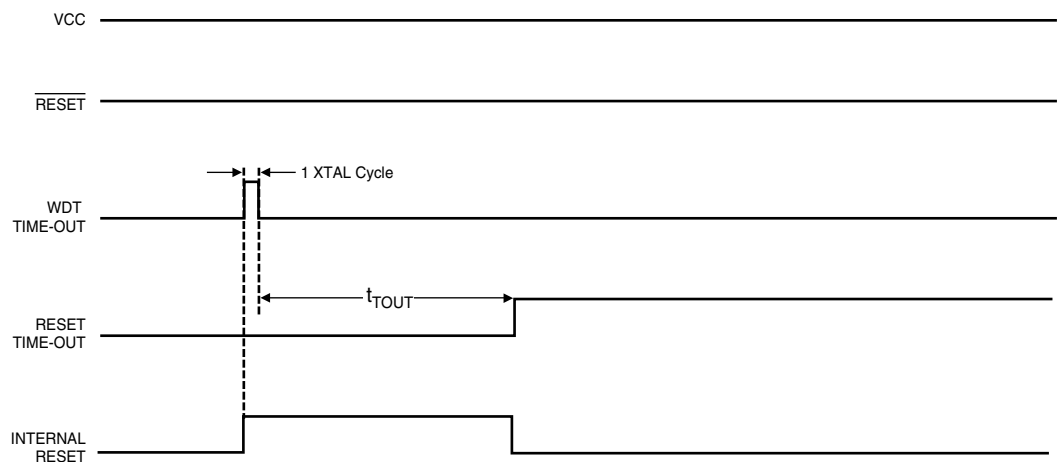 VCC
RESET
1 XTAL Cycle
WDT
TIME-OUT
tTOUT
RESET
TIME-OUT
INTERNAL
RESET